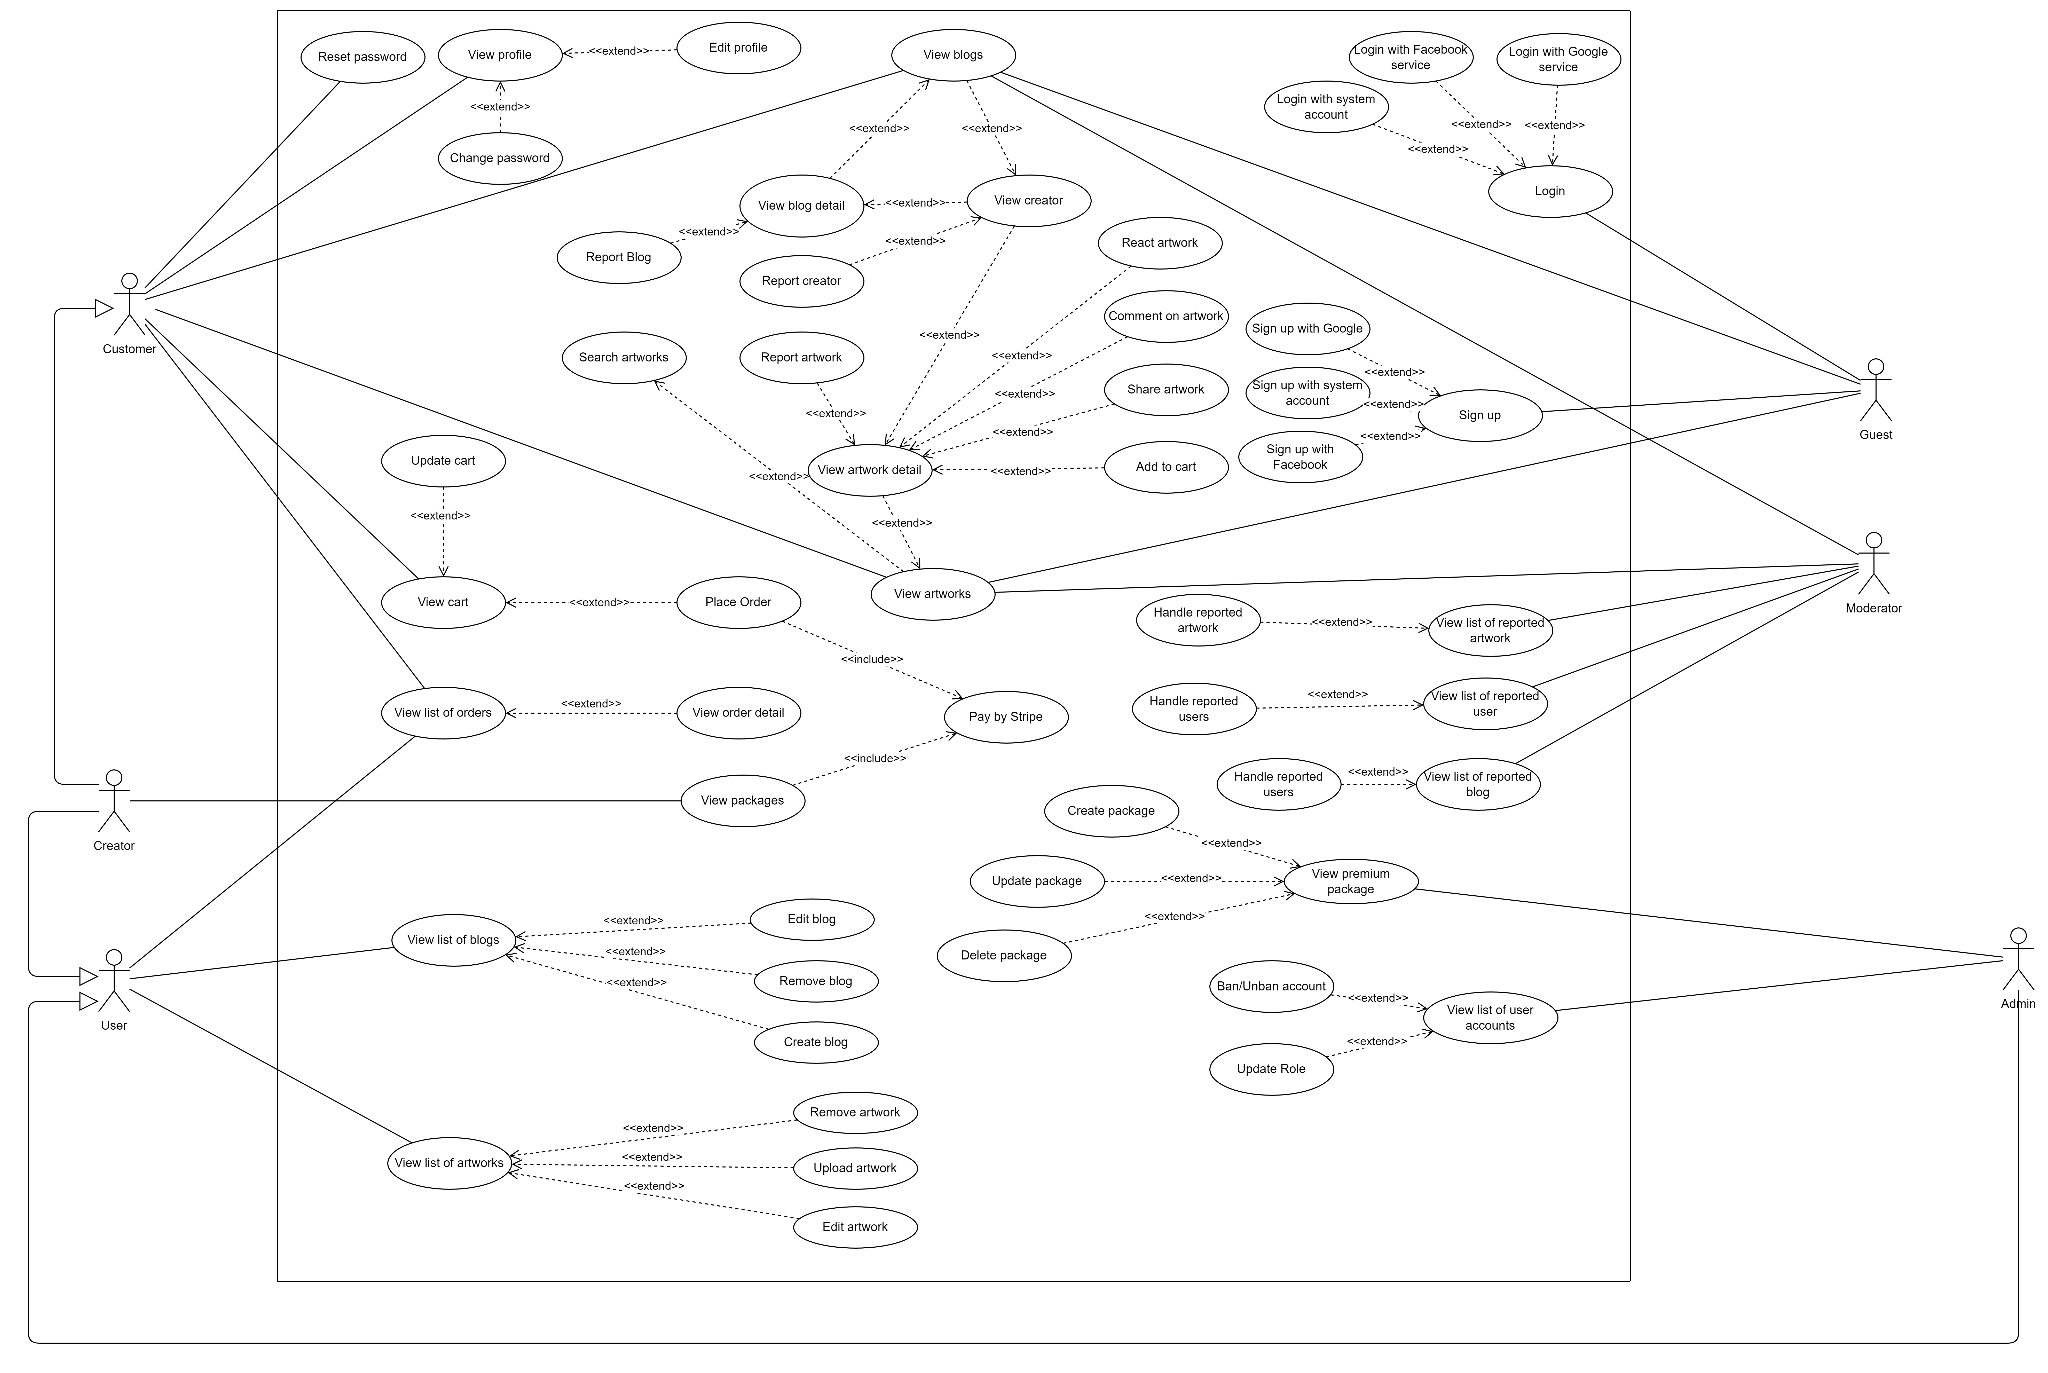 Reset password
View profile
<<extend>>
Edit profile
View blogs
Login with Facebook
service
Login with Google
service
<<extend>>
Login with system
account
Change password
<<extend>>
<<extend>>
<<extend>>
<<extend>>
<<extend>>
Login
View blog detail
<<extend>>
View creator
Report Blog
<<extend>>
<<extend>>
Report creator
React artwork
Customer
Search artworks
Report artwork
<<extend>>
<<extend>>
Comment on artwork
Sign up with Google
<<extend>>
Share artwork
Sign up with system
account
<<extend>>
<<extend>>
<<extend>>
<<extend>>
Sign up
Guest
<<extend>>
Sign up with
Facebook
Update cart
<<extend>>
View artwork detail
<<extend>>
Add to cart
<<extend>>
<<extend>>
View cart
<<extend>>
Place Order
View artworks
Moderator
Handle reported
artwork
<<extend>>
View list of reported
artwork
<<include>>
View list of orders
<<extend>>
View order detail
Pay by Stripe
Handle reported
users
<<extend>>
View list of reported
user
<<include>>
View packages
Handle reported
users
<<extend>>
View list of reported
blog
Creator
Create package
<<extend>>
Update package
<<extend>>
View premium
package
<<extend>>
Delete package
View list of blogs
<<extend>>
Edit blog
<<extend>>
Remove blog
<<extend>>
Create blog
User
Ban/Unban account
<<extend>>
View list of user
accounts
<<extend>>
Update Role
Admin
View list of artworks
<<extend>>
Remove artwork
<<extend>>
Upload artwork
<<extend>>
Edit artwork